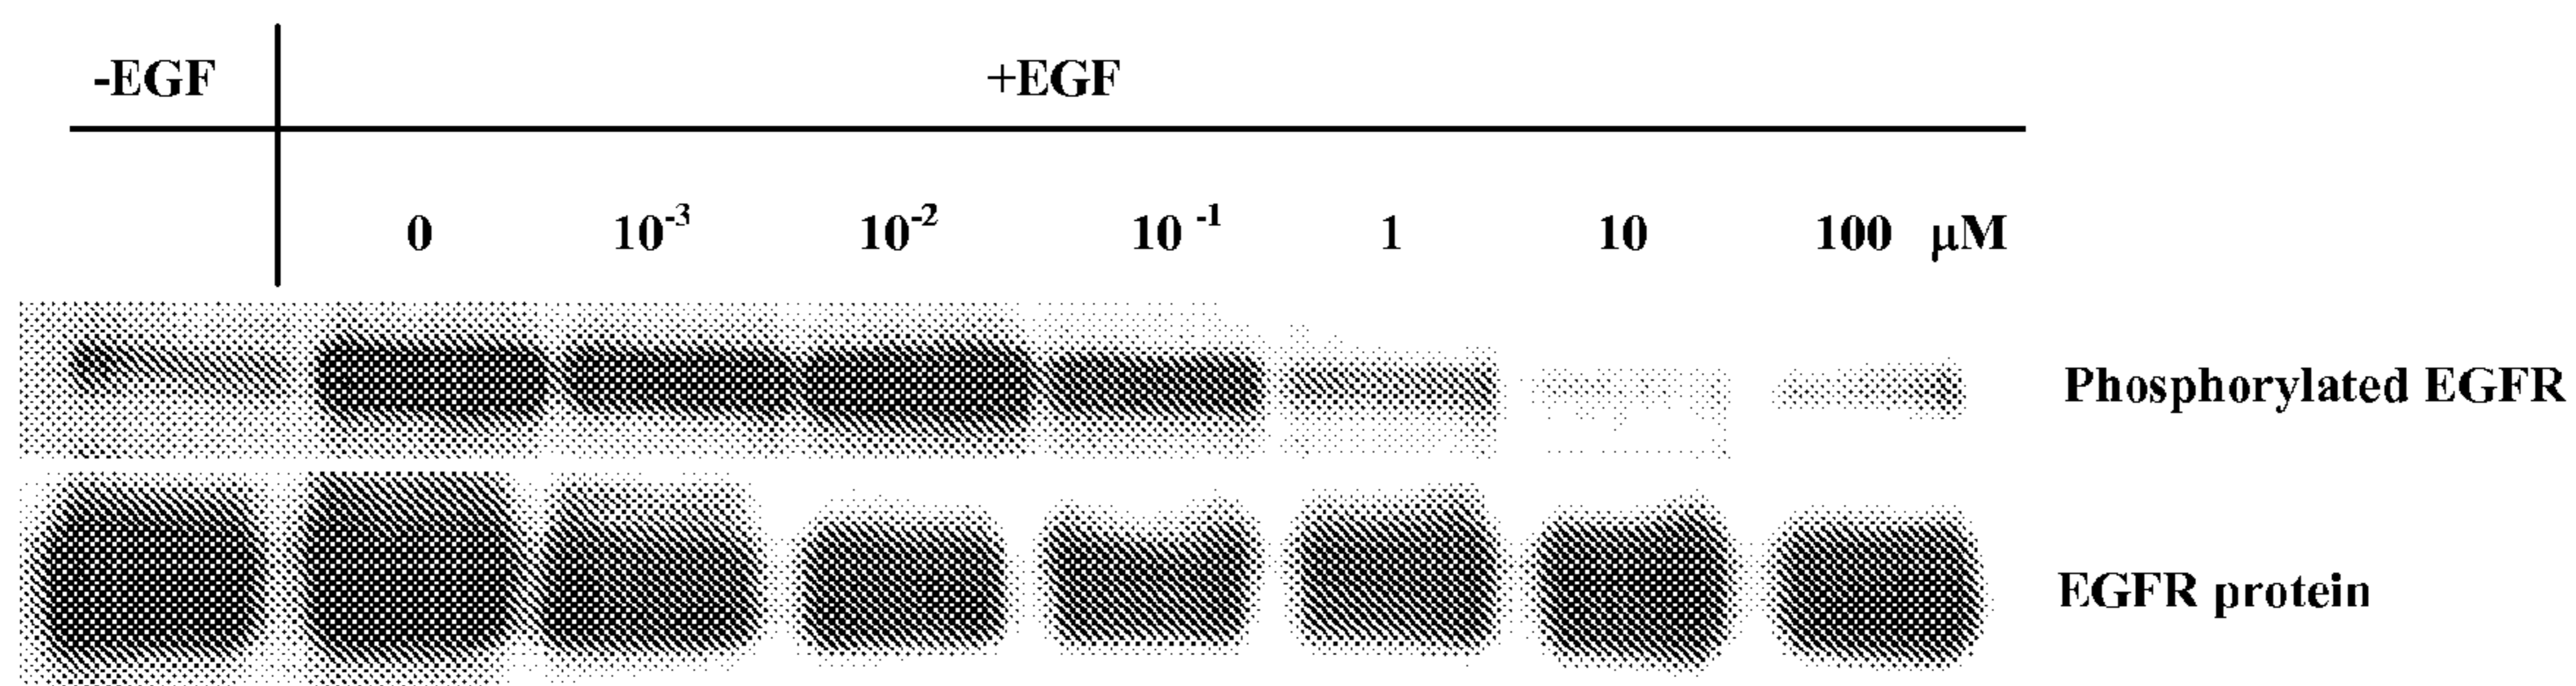 -EGF +EGF
0 10⁻³ 10⁻² 10⁻¹ 1 10 100 μM
Phosphorylated EGFR
EGFR protein